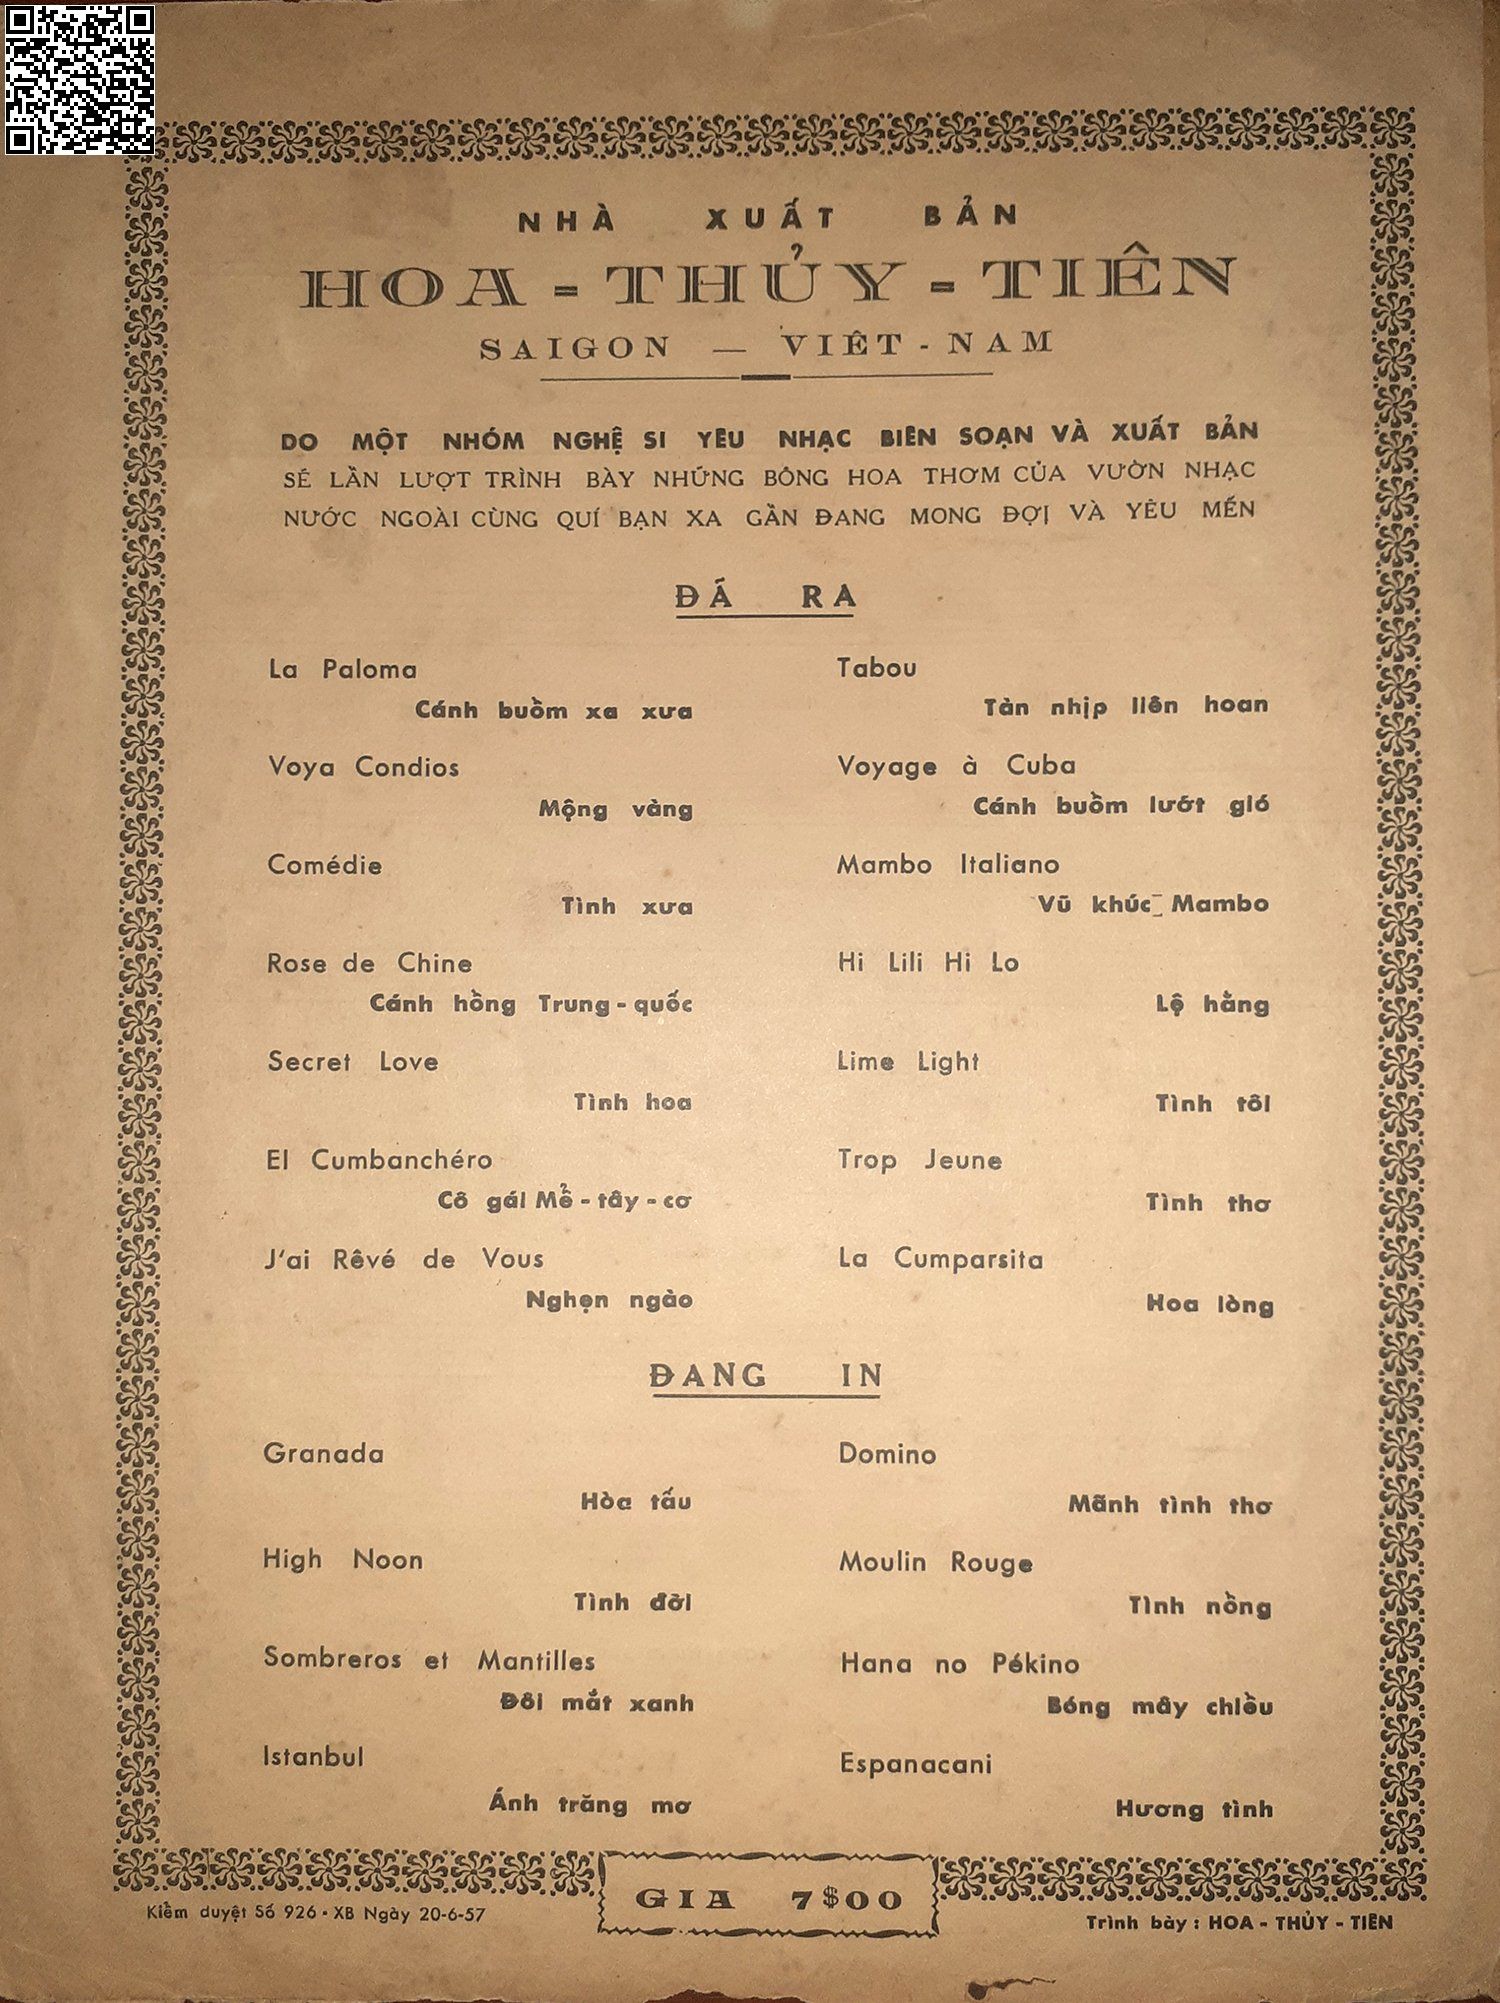 NHÀ XUẤT BẢN
HOA - THỦY - TIÊN
SAIGON — VIÊT - NAM
DO MỘT NHÓM NGHỆ SI YÊU NHẠC BIÊN SOẠN VÀ XUẤT BẢN
SẼ LẦN LƯỢT TRÌNH BÀY NHỮNG BÔNG HOA THƠM CỦA VƯỜN NHẠC
NƯỚC NGOÀI CÙNG QUÍ BẠN XA GẦN ĐANG MONG ĐỢI VÀ YÊU MẾN
ĐÃ RA
La Paloma
Cánh buồm xa xưa
Voya Condios
Mộng vàng
Comédie
Tình xưa
Rose de Chine
Cánh hồng Trung - quốc
Secret Love
Tình hoa
El Cumbanchéro
Cô gái Mễ - tây - cơ
J'ai Rêvé de Vous
Nghẹn ngào
Tabou
Tàn nhịp liên hoan
Voyage à Cuba
Cánh buồm lướt gió
Mambo Italiano
Vũ khúc Mambo
Hi Lili Hi Lo
Lệ hằng
Lime Light
Tình tôi
Trop Jeune
Tình thơ
La Cumparsita
Hoa lòng
ĐANG IN
Granada
Hòa tấu
High Noon
Tình đời
Sombreros et Mantilles
Đôi mắt xanh
Istanbul
Ánh trăng mơ
Domino
Mãnh tình thơ
Moulin Rouge
Tình nồng
Hana no Pékino
Bóng mây chiều
Espanacani
Hương tình
GIA 7$00
Kiểm duyệt Số 926 - XB Ngày 20-6-57
Trình bày : HOA - THỦY - TIÊN